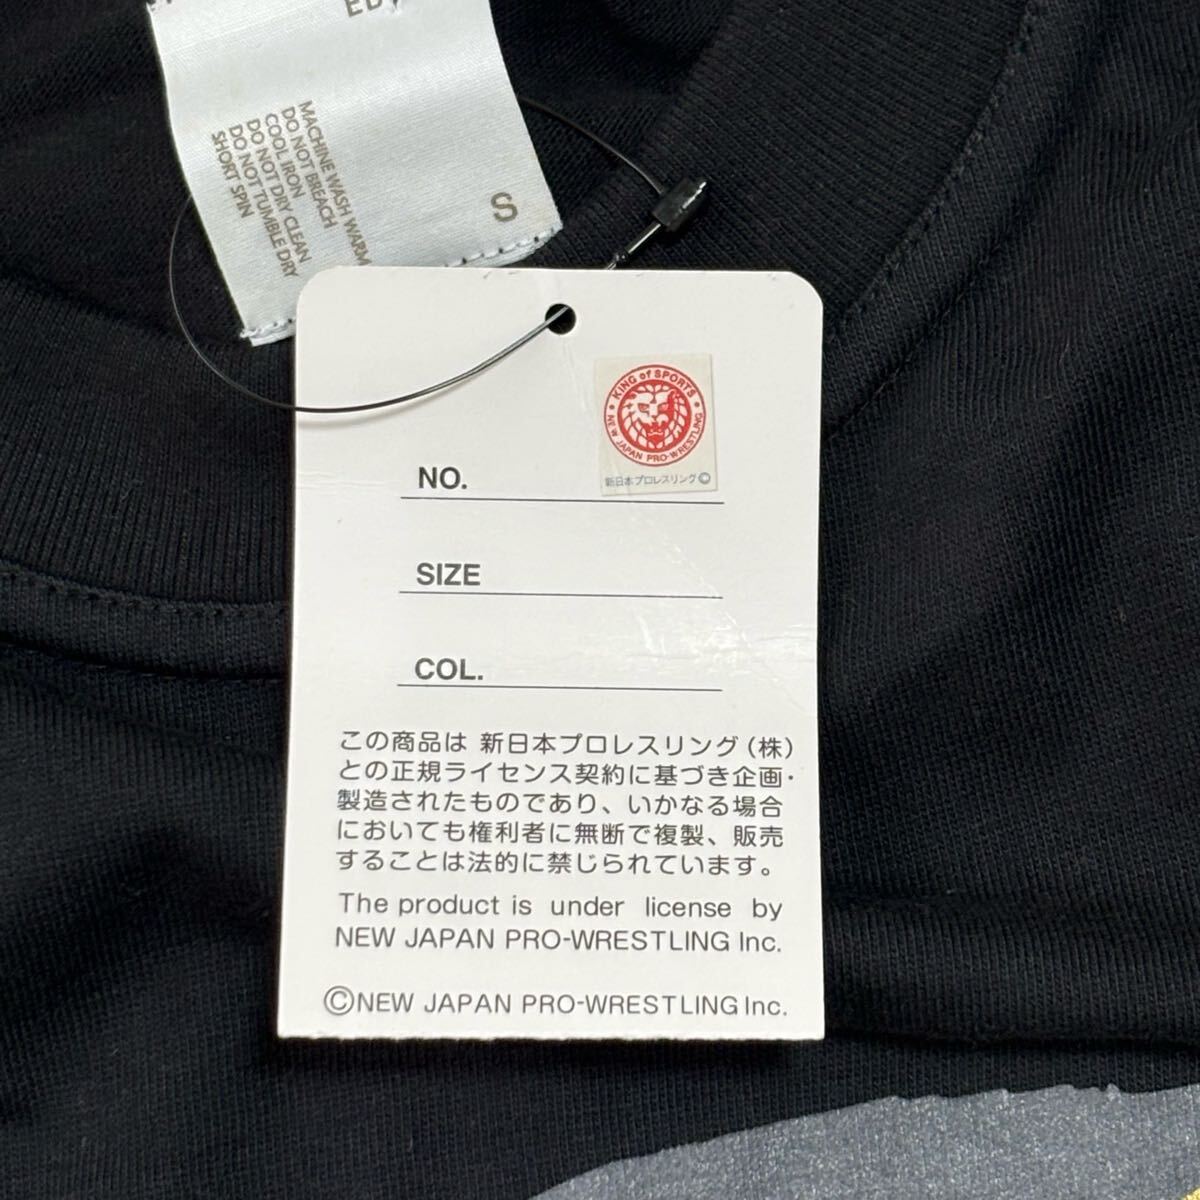 MACHINE WASH WARM
DO NOT BREACH
COOL IRON
DO NOT DRY CLEAN
DO NOT TUMBLE DRY
SHORT SPIN
S
KING of SPORTS
NEW JAPAN PRO-WRESTLING
新日本プロレスリング©
NO.
SIZE
COL.
この商品は 新日本プロレスリング(株)
との正規ライセンス契約に基づき企画・
製造されたものであり、いかなる場合
においても権利者に無断で複製、販売
することは法的に禁じられています。
The product is under license by
NEW JAPAN PRO-WRESTLING Inc.
©NEW JAPAN PRO-WRESTLING Inc.